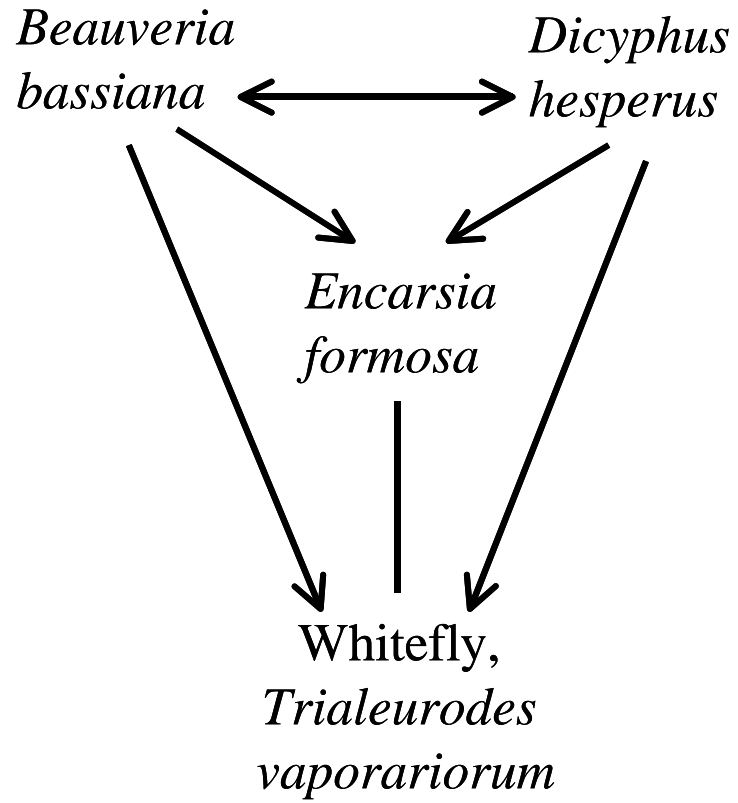 Beauveria
bassiana
Dicyphus
hesperus
Encarsia
formosa
Whitefly,
Trialeurodes
vaporariorum